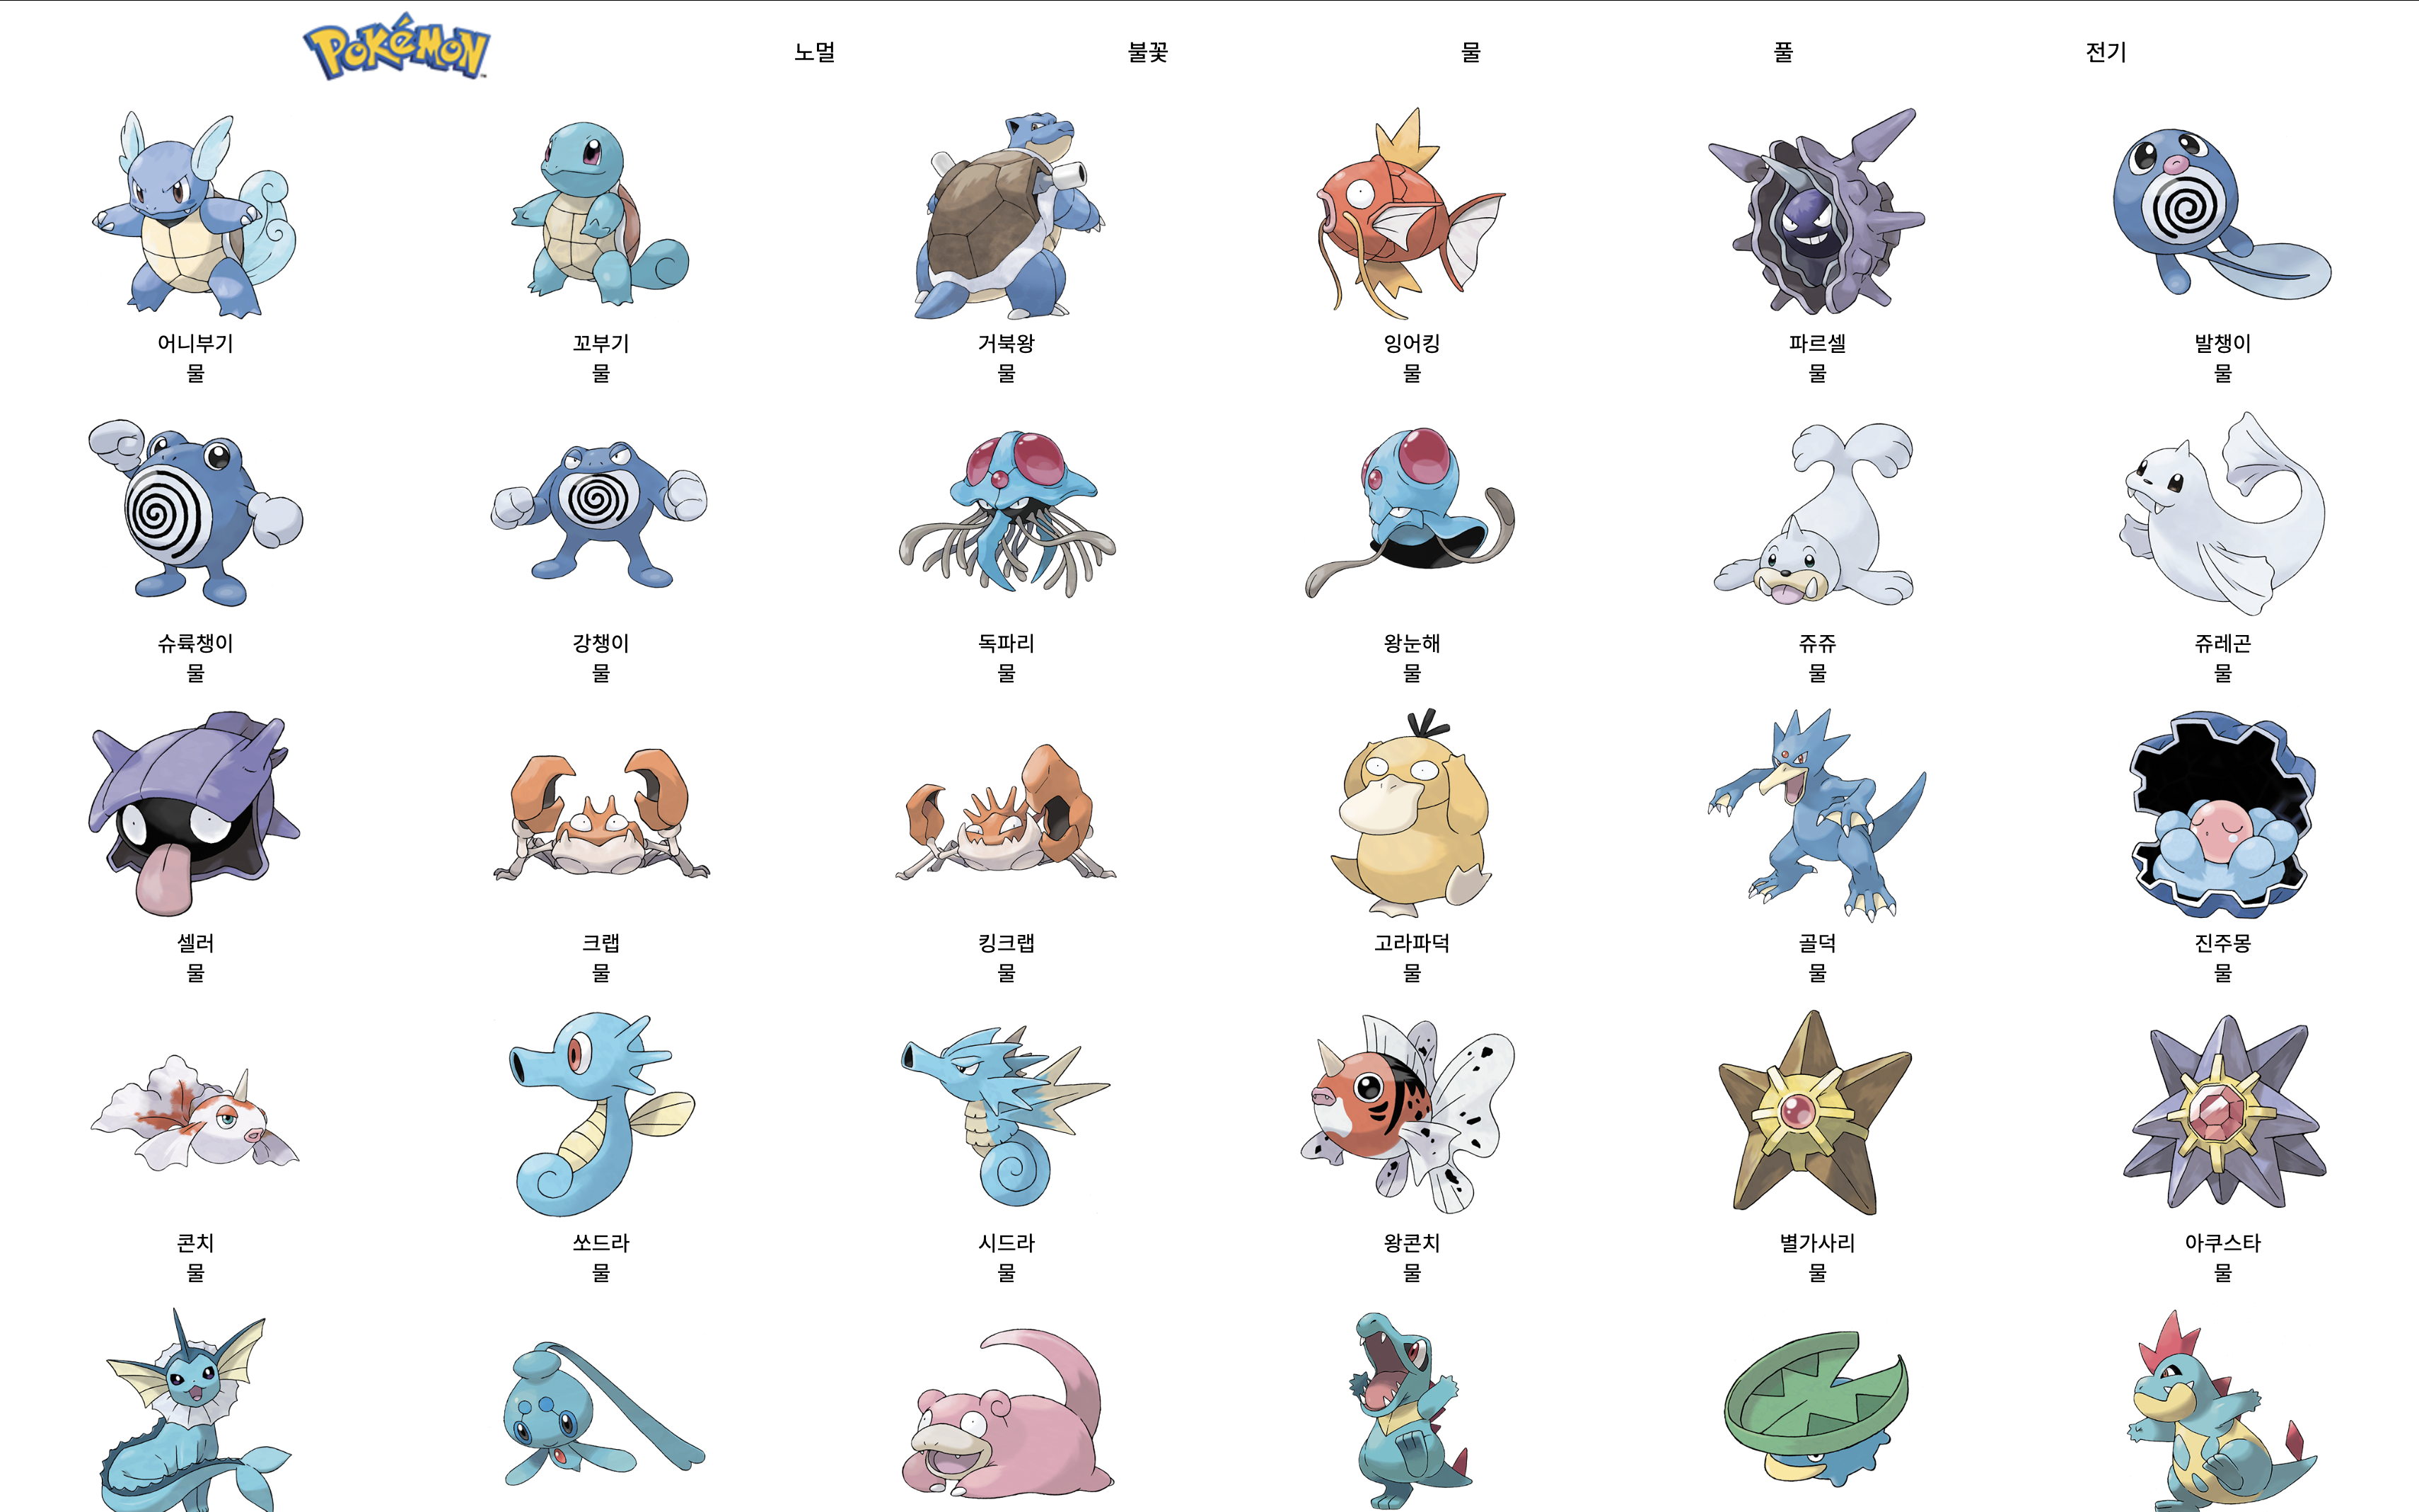 POKéMON
노멀 불꽃 물 풀 전기
어니부기 꼬부기 거북왕 잉어킹 파르셀 발챙이
물 물 물 물 물 물
슈륙챙이 강챙이 독파리 왕눈해 쥬쥬 쥬레곤
물 물 물 물 물 물
셀러 크랩 킹크랩 고라파덕 골덕 진주몽
물 물 물 물 물 물
콘치 쏘드라 시드라 왕콘치 별가사리 아쿠스타
물 물 물 물 물 물